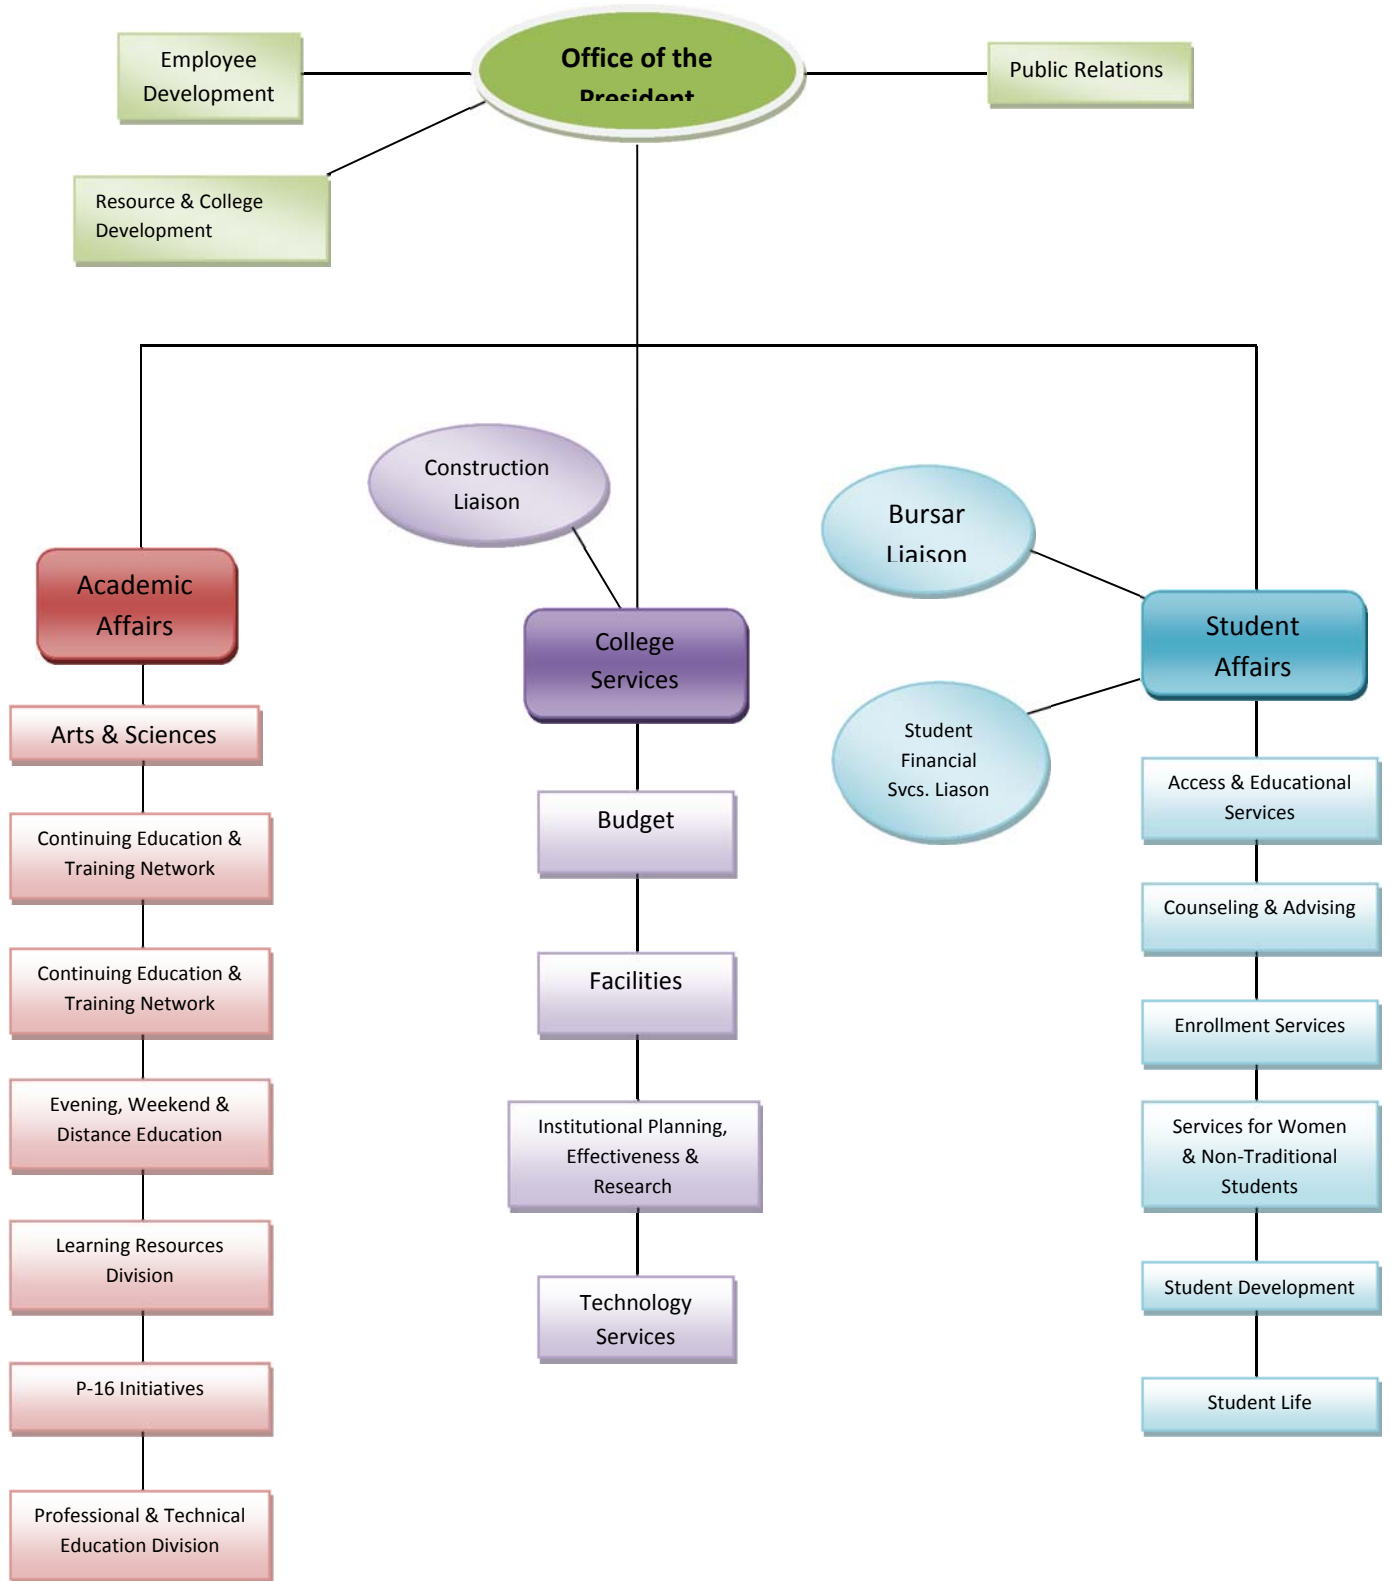 Employee
Development
Office of the
President
Public Relations
Resource & College
Development
Construction
Liaison
Bursar
Liaison
Academic
Affairs
College
Services
Student
Affairs
Student
Financial
Svcs. Liason
Arts & Sciences
Continuing Education &
Training Network
Continuing Education &
Training Network
Evening, Weekend &
Distance Education
Learning Resources
Division
P-16 Initiatives
Professional & Technical
Education Division
Budget
Facilities
Institutional Planning,
Effectiveness &
Research
Technology
Services
Access & Educational
Services
Counseling & Advising
Enrollment Services
Services for Women
& Non-Traditional
Students
Student Development
Student Life